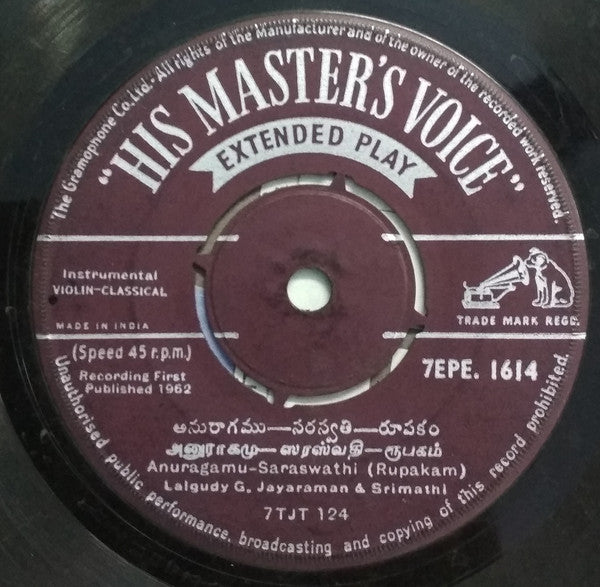 The Gramophone Co. Ltd. All rights of the Manufacturer and of the owner of the recorded work reserved.
"HIS MASTER'S VOICE"
EXTENDED PLAY
Instrumental
VIOLIN-CLASSICAL
MADE IN INDIA
TRADE MARK REGD.
(Speed 45 r.p.m.)
Recording First
Published 1962
7EPE. 1614
అనురాగము—సరస్వతి—రూపకం
அனுராகமு—ஸரஸ்வதி—ரூபகம்
Anuragamu-Saraswathi (Rupakam)
Lalgudy G. Jayaraman & Srimathi
7TJT 124
Unauthorised public performance, broadcasting and copying of this record prohibited.